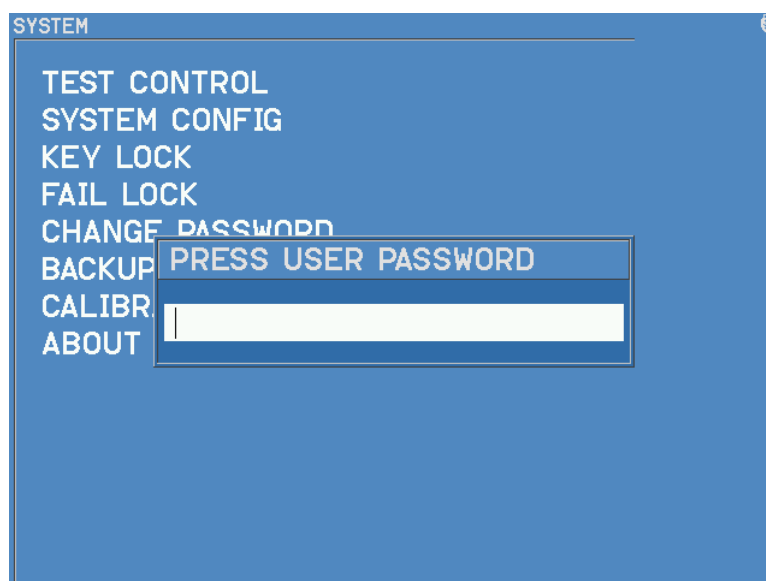 SYSTEM
TEST CONTROL
SYSTEM CONFIG
KEY LOCK
FAIL LOCK
CHANGE PASSWORD
BACKUP
PRESS USER PASSWORD
CALIBR
ABOUT